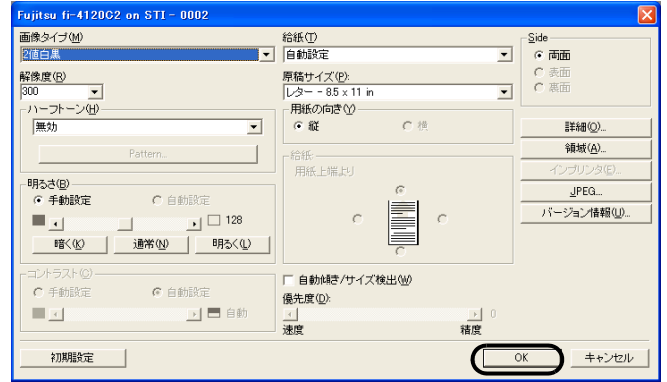 Fujitsu fi-4120C2 on STI - 0002
画像タイプ(M)
2値白黒
解像度(R)
300
ハーフトーン(H)
無効
Pattern...
明るさ(B)
手動設定
自動設定
128
暗く(K)
通常(N)
明るく(L)
コントラスト(C)
手動設定
自動設定
自動
初期設定
給紙(T)
自動設定
原稿サイズ(P):
レター - 8.5 x 11 in
用紙の向き(Y)
縦
横
給紙:
用紙上端より
自動傾き/サイズ検出(W)
優先度(D):
0
速度
精度
Side
両面
表面
裏面
詳細(O)...
領域(A)...
インプリンタ(E)...
JPEG...
バージョン情報(U)...
OK
キャンセル